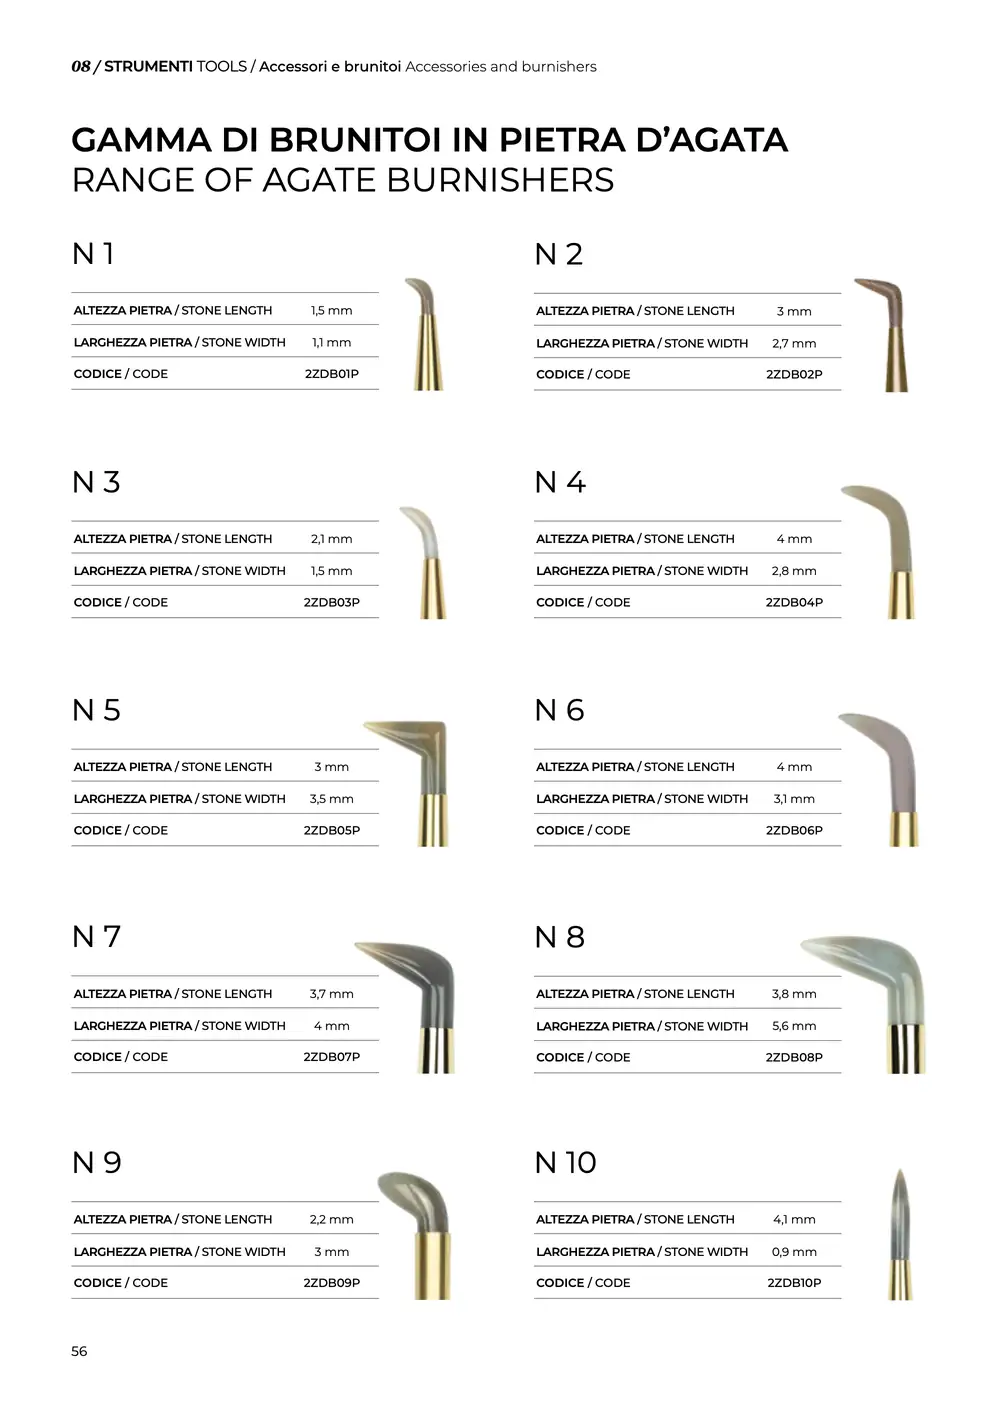 08 / STRUMENTI TOOLS / Accessori e brunitoi Accessories and burnishers
GAMMA DI BRUNITOI IN PIETRA D’AGATA
RANGE OF AGATE BURNISHERS
N 1
ALTEZZA PIETRA / STONE LENGTH 1,5 mm
LARGHEZZA PIETRA / STONE WIDTH 1,1 mm
CODICE / CODE 2ZDB01P
N 2
ALTEZZA PIETRA / STONE LENGTH 3 mm
LARGHEZZA PIETRA / STONE WIDTH 2,7 mm
CODICE / CODE 2ZDB02P
N 3
ALTEZZA PIETRA / STONE LENGTH 2,1 mm
LARGHEZZA PIETRA / STONE WIDTH 1,5 mm
CODICE / CODE 2ZDB03P
N 4
ALTEZZA PIETRA / STONE LENGTH 4 mm
LARGHEZZA PIETRA / STONE WIDTH 2,8 mm
CODICE / CODE 2ZDB04P
N 5
ALTEZZA PIETRA / STONE LENGTH 3 mm
LARGHEZZA PIETRA / STONE WIDTH 3,5 mm
CODICE / CODE 2ZDB05P
N 6
ALTEZZA PIETRA / STONE LENGTH 4 mm
LARGHEZZA PIETRA / STONE WIDTH 3,1 mm
CODICE / CODE 2ZDB06P
N 7
ALTEZZA PIETRA / STONE LENGTH 3,7 mm
LARGHEZZA PIETRA / STONE WIDTH 4 mm
CODICE / CODE 2ZDB07P
N 8
ALTEZZA PIETRA / STONE LENGTH 3,8 mm
LARGHEZZA PIETRA / STONE WIDTH 5,6 mm
CODICE / CODE 2ZDB08P
N 9
ALTEZZA PIETRA / STONE LENGTH 2,2 mm
LARGHEZZA PIETRA / STONE WIDTH 3 mm
CODICE / CODE 2ZDB09P
N 10
ALTEZZA PIETRA / STONE LENGTH 4,1 mm
LARGHEZZA PIETRA / STONE WIDTH 0,9 mm
CODICE / CODE 2ZDB10P
56